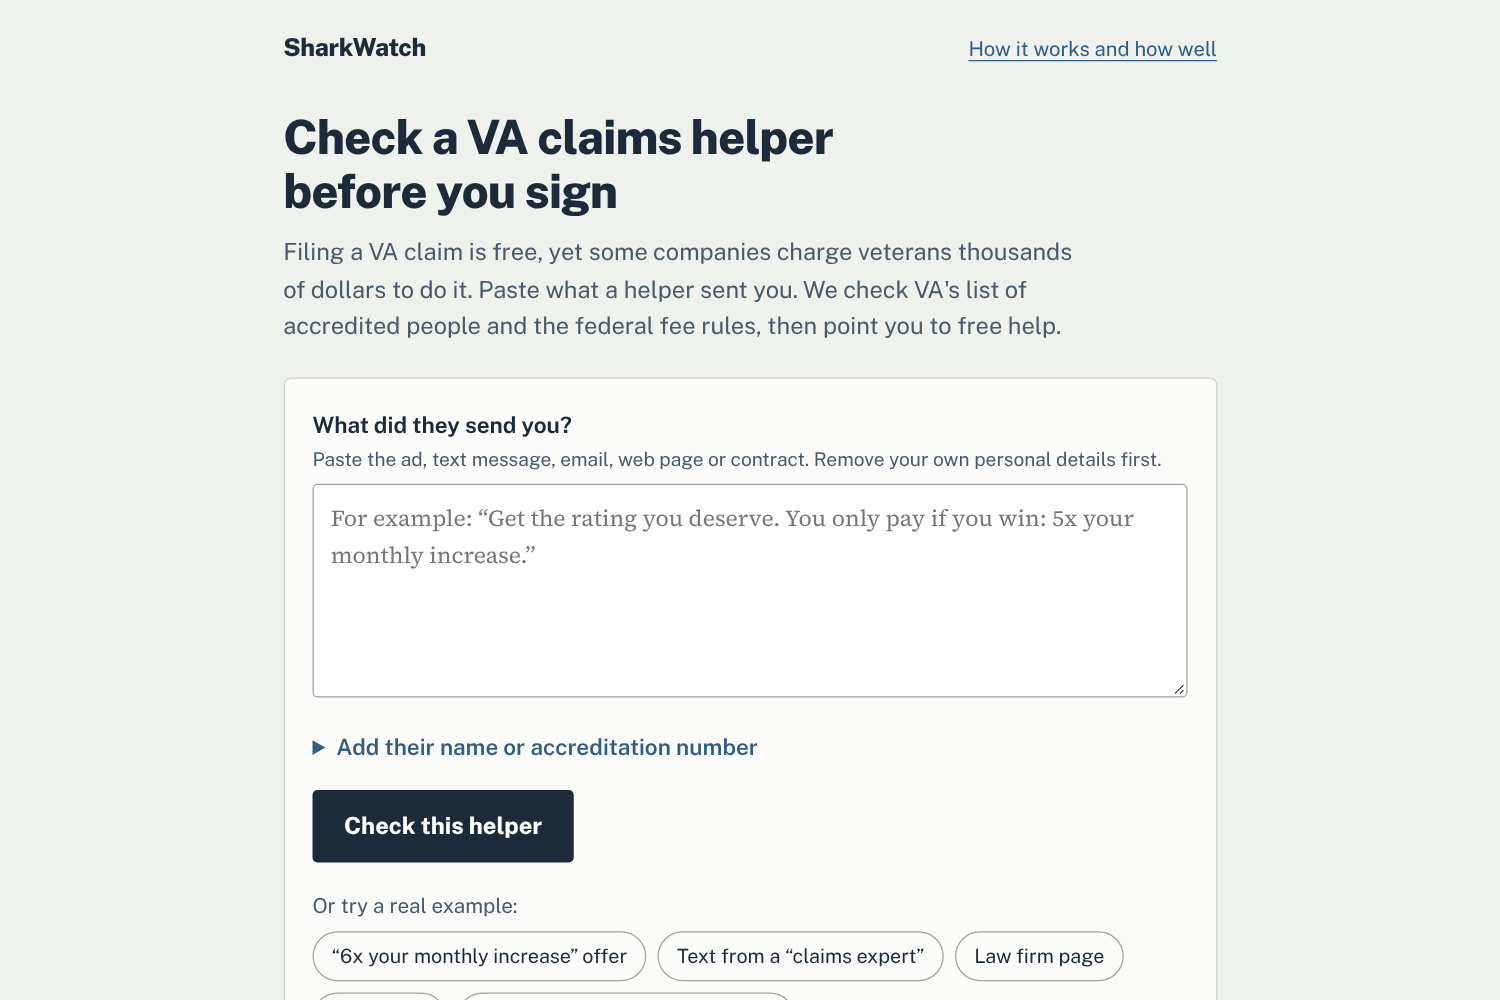 SharkWatch
How it works and how well
Check a VA claims helper
before you sign
Filing a VA claim is free, yet some companies charge veterans thousands
of dollars to do it. Paste what a helper sent you. We check VA's list of
accredited people and the federal fee rules, then point you to free help.
What did they send you?
Paste the ad, text message, email, web page or contract. Remove your own personal details first.
For example: “Get the rating you deserve. You only pay if you win: 5x your
monthly increase.”
Add their name or accreditation number
Check this helper
Or try a real example:
“6x your monthly increase” offer
Text from a “claims expert”
Law firm page